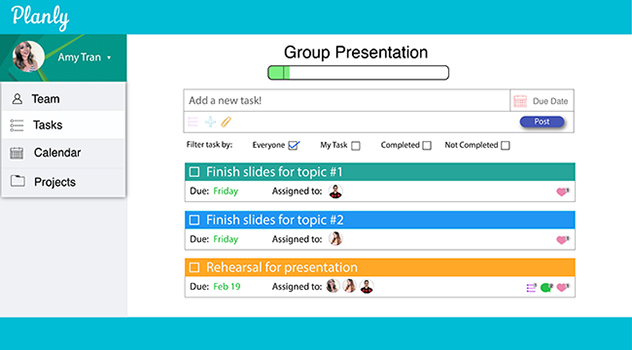 Planly
Amy Tran
Team
Tasks
Calendar
Projects
Group Presentation
Add a new task!
Due Date
Post
Filter task by: Everyone My Task Completed Not Completed
Finish slides for topic #1
Due: Friday Assigned to:
Finish slides for topic #2
Due: Friday Assigned to:
Rehearsal for presentation
Due: Feb 19 Assigned to: